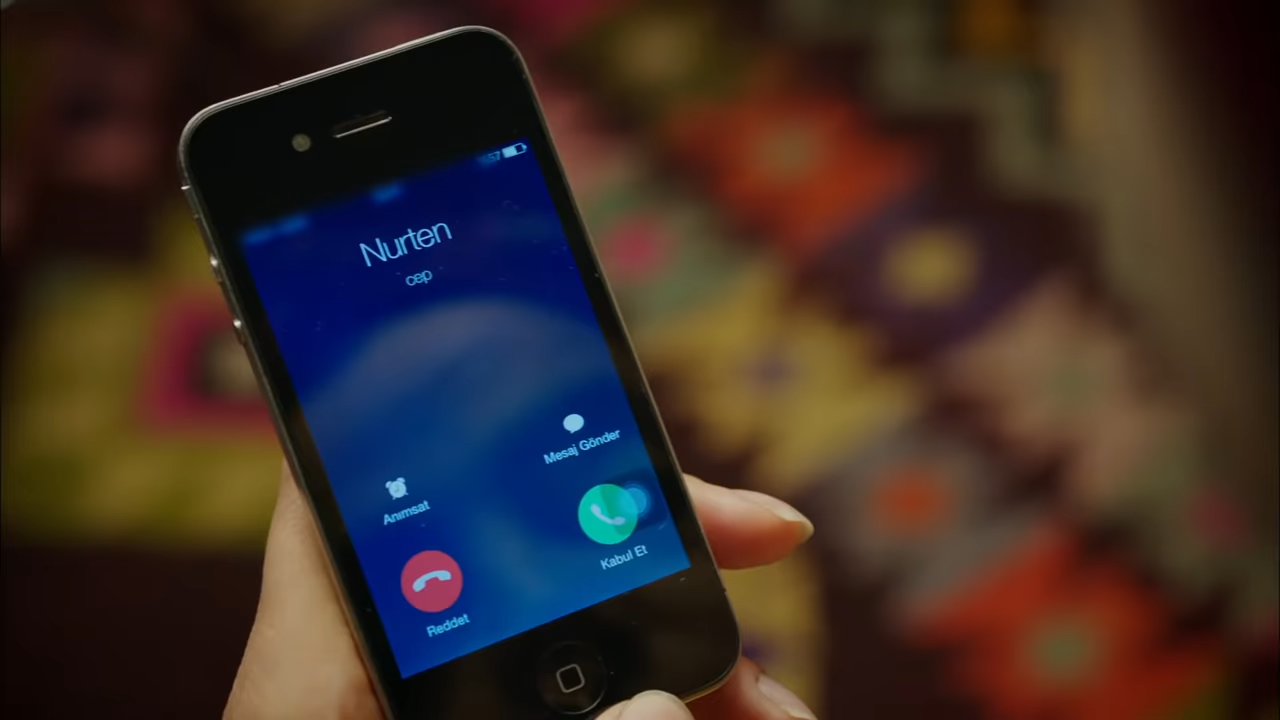 Nurten
cep
Mesaj Gönder
Anımsat
Kabul Et
Reddet